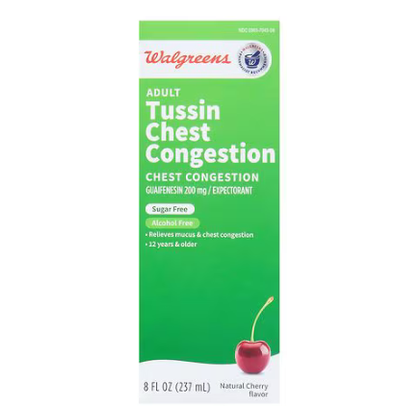 Walgreens
ADULT
Tussin
Chest
Congestion
CHEST CONGESTION
GUAIFENESIN 200 mg / EXPECTORANT
Sugar Free
Alcohol Free
• Relieves mucus & chest congestion
• 12 years & older
8 FL OZ (237 mL)
Natural Cherry
flavor